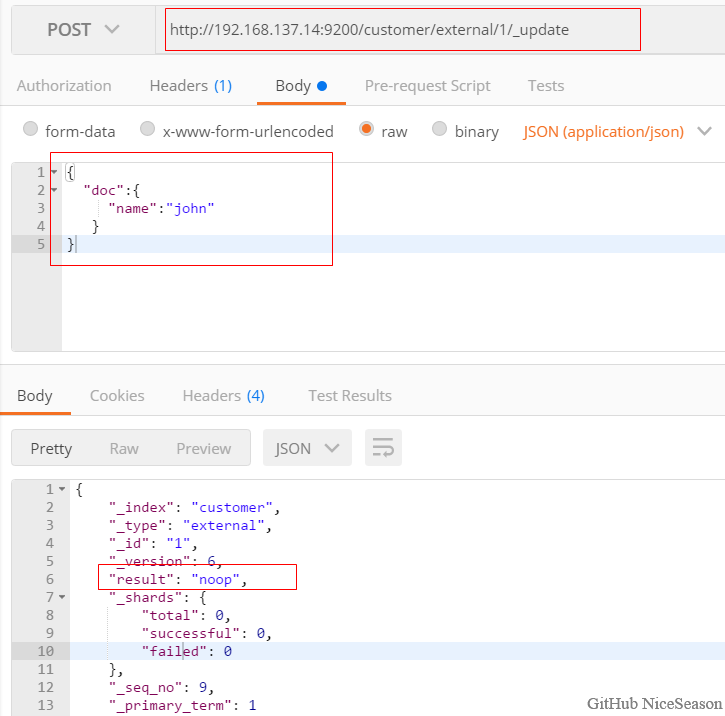 POST http://192.168.137.14:9200/customer/external/1/_update
Authorization Headers (1) Body Pre-request Script Tests
form-data x-www-form-urlencoded raw binary JSON (application/json)
1 {
2 "doc":{
3 "name":"john"
4 }
5 }
Body Cookies Headers (4) Test Results
Pretty Raw Preview JSON
1 {
2 "_index": "customer",
3 "_type": "external",
4 "_id": "1",
5 "_version": 6,
6 "result": "noop",
7 "_shards": {
8 "total": 0,
9 "successful": 0,
10 "failed": 0
11 },
12 "_seq_no": 9,
13 "_primary_term": 1
GitHub NiceSeason